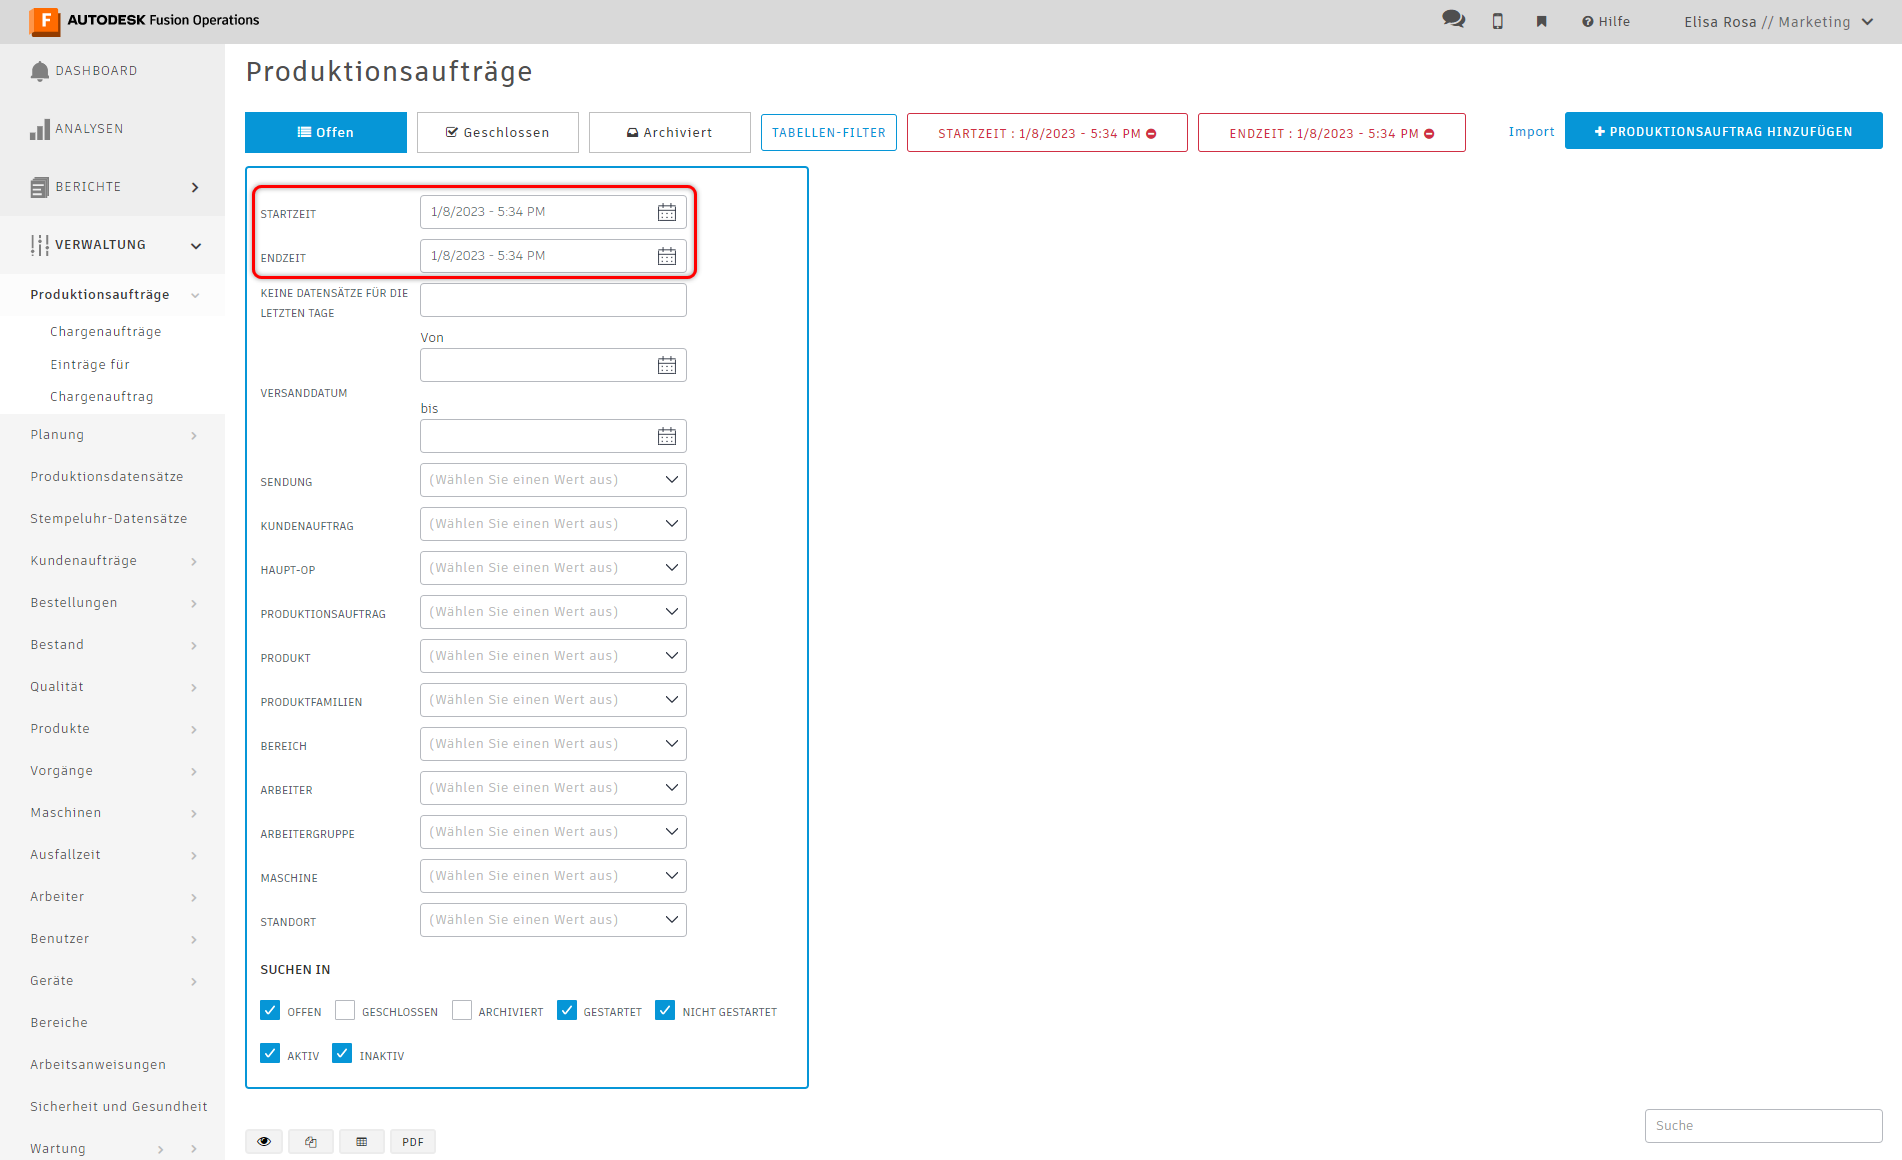 F AUTODESK Fusion Operations
Hilfe
Elisa Rosa // Marketing
DASHBOARD
ANALYSEN
BERICHTE
VERWALTUNG
Produktionsaufträge
Chargenaufträge
Einträge für
Chargenauftrag
Planung
Produktionsdatensätze
Stempeluhr-Datensätze
Kundenaufträge
Bestellungen
Bestand
Qualität
Produkte
Vorgänge
Maschinen
Ausfallzeit
Arbeiter
Benutzer
Geräte
Bereiche
Arbeitsanweisungen
Sicherheit und Gesundheit
Wartung
Produktionsaufträge
Offen
Geschlossen
Archiviert
TABELLEN-FILTER
STARTZEIT : 1/8/2023 - 5:34 PM
ENDZEIT : 1/8/2023 - 5:34 PM
Import
PRODUKTIONSAUFTRAG HINZUFÜGEN
STARTZEIT 1/8/2023 - 5:34 PM
ENDZEIT 1/8/2023 - 5:34 PM
KEINE DATENSÄTZE FÜR DIE
LETZTEN TAGE
Von
VERSANDDATUM
bis
SENDUNG (Wählen Sie einen Wert aus)
KUNDENAUFTRAG (Wählen Sie einen Wert aus)
HAUPT-OP (Wählen Sie einen Wert aus)
PRODUKTIONSAUFTRAG (Wählen Sie einen Wert aus)
PRODUKT (Wählen Sie einen Wert aus)
PRODUKTFAMILIEN (Wählen Sie einen Wert aus)
BEREICH (Wählen Sie einen Wert aus)
ARBEITER (Wählen Sie einen Wert aus)
ARBEITERGRUPPE (Wählen Sie einen Wert aus)
MASCHINE (Wählen Sie einen Wert aus)
STANDORT (Wählen Sie einen Wert aus)
SUCHEN IN
OFFEN GESCHLOSSEN ARCHIVIERT GESTARTET NICHT GESTARTET
AKTIV INAKTIV
PDF
Suche